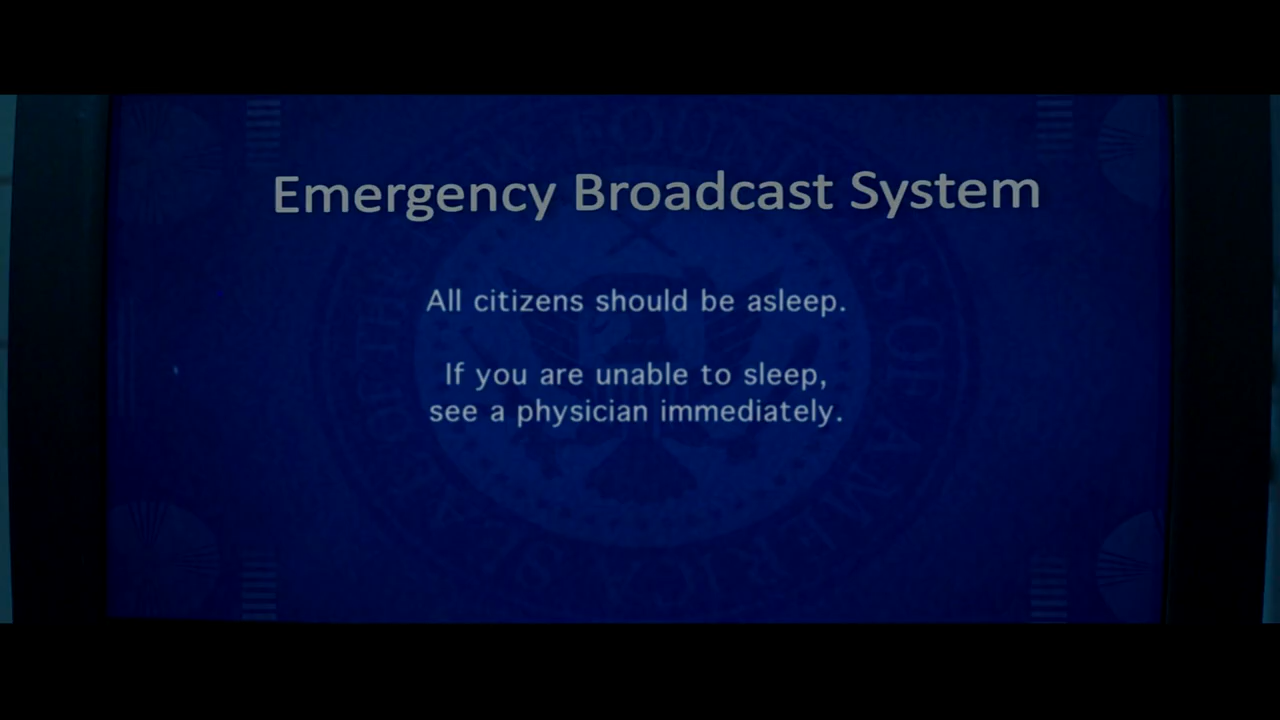 Emergency Broadcast System
All citizens should be asleep.
If you are unable to sleep,
see a physician immediately.